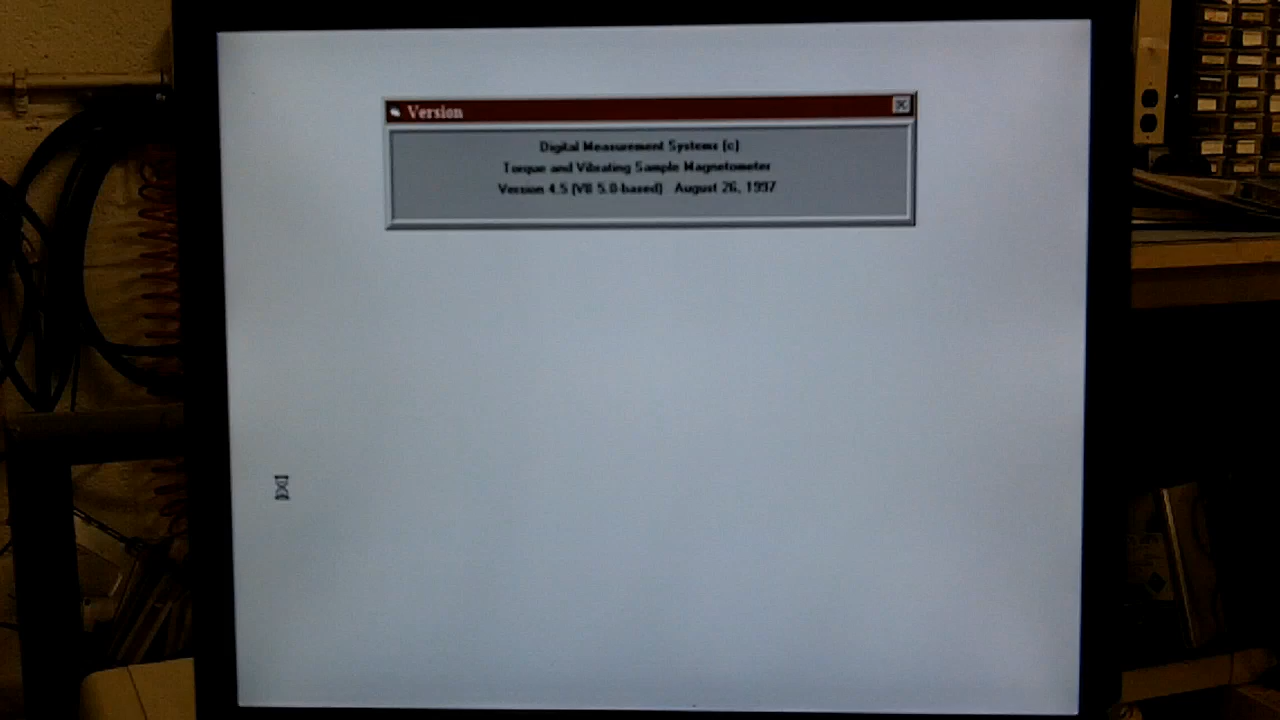 Version
Digital Measurement Systems (c)
Torque and Vibrating Sample Magnetometer
Version 4.5 (VB 5.0-based) August 26, 1997